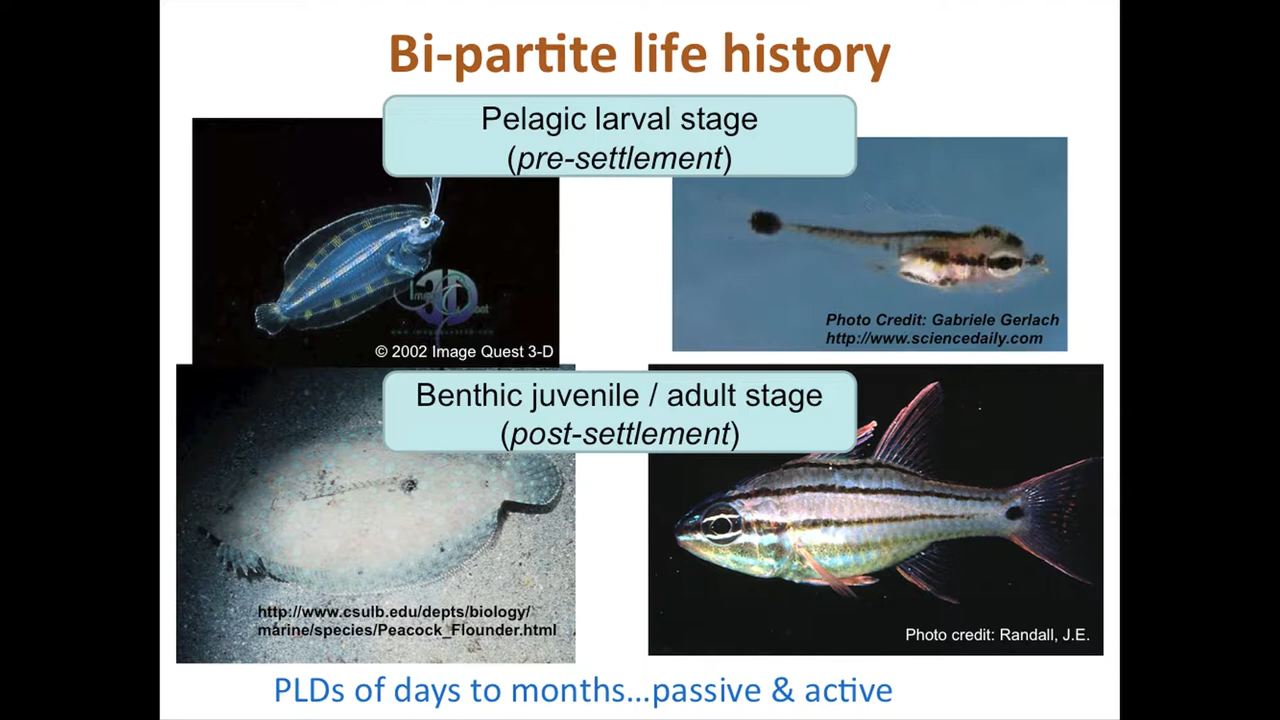 Bi-partite life history
Pelagic larval stage
(pre-settlement)
© 2002 Image Quest 3-D
Photo Credit: Gabriele Gerlach
http://www.sciencedaily.com
Benthic juvenile / adult stage
(post-settlement)
http://www.csulb.edu/depts/biology/
marine/species/Peacock_Flounder.html
Photo credit: Randall, J.E.
PLDs of days to months...passive & active